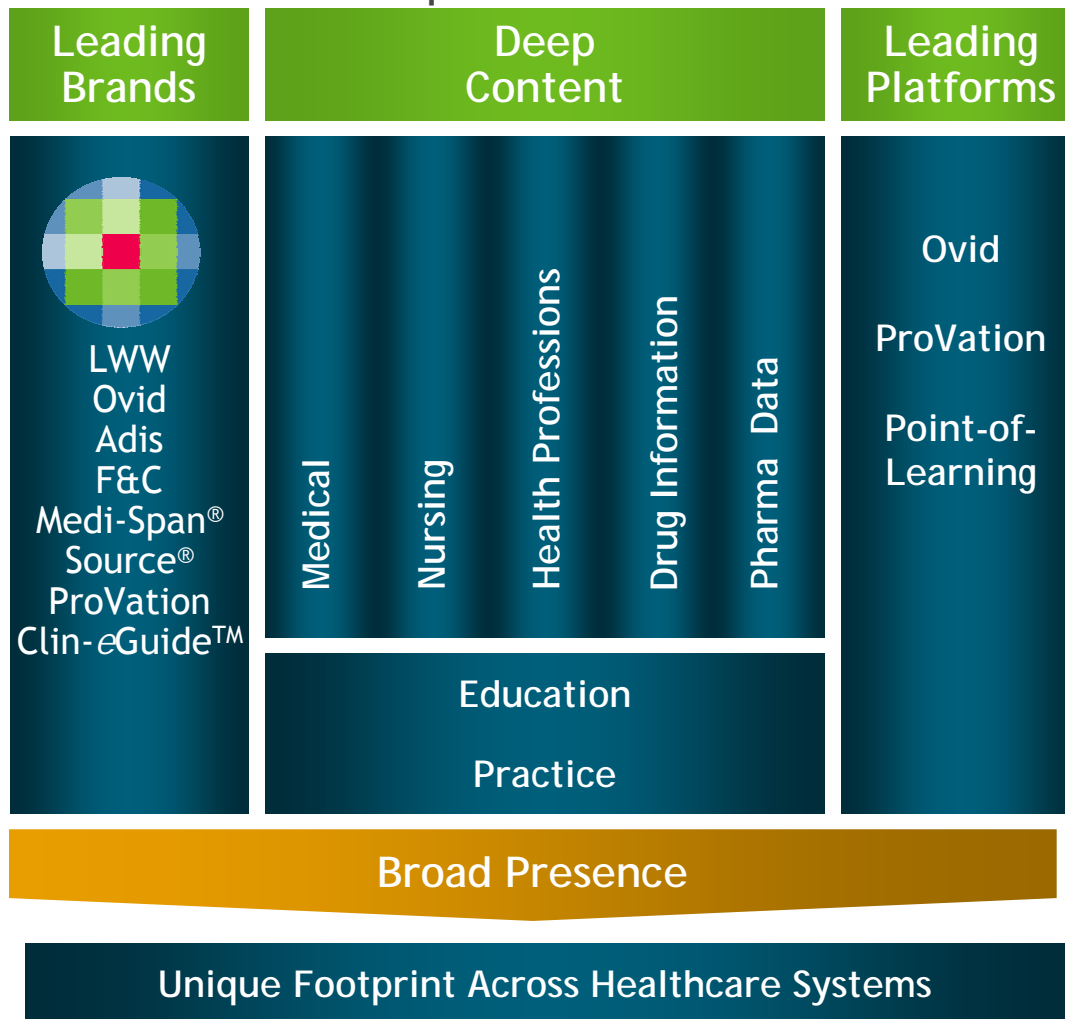 Leading
Brands
Deep
Content
Leading
Platforms
LWW
Ovid
Adis
F&C
Medi-Span®
Source®
ProVation
Clin-eGuide™
Medical
Nursing
Health Professions
Drug Information
Pharma Data
Education
Practice
Ovid
ProVation
Point-of-
Learning
Broad Presence
Unique Footprint Across Healthcare Systems